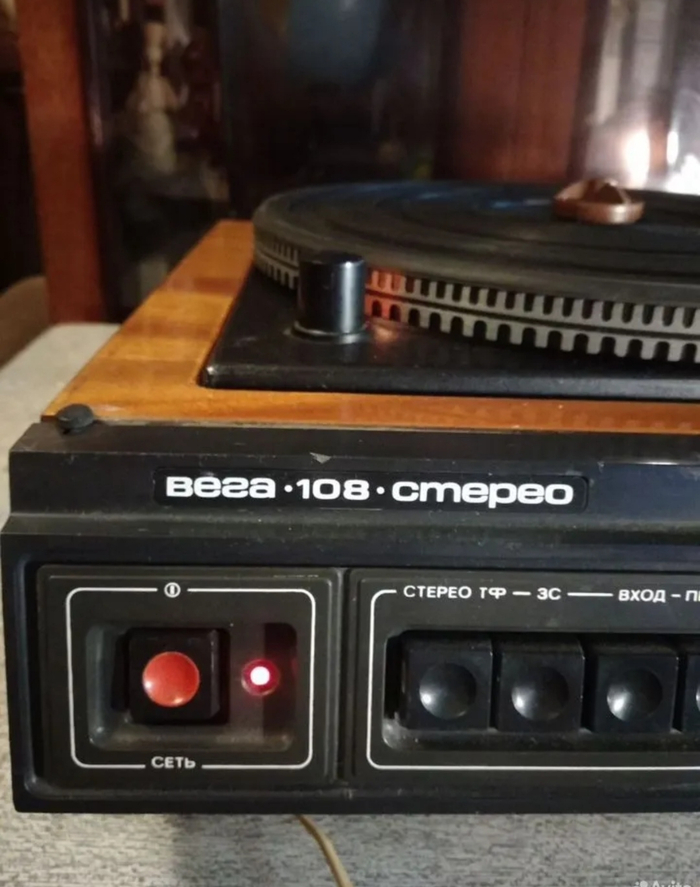 вега·108·стерео
СТЕРЕО ТФ — ЗС — ВХОД –
СЕТЬ